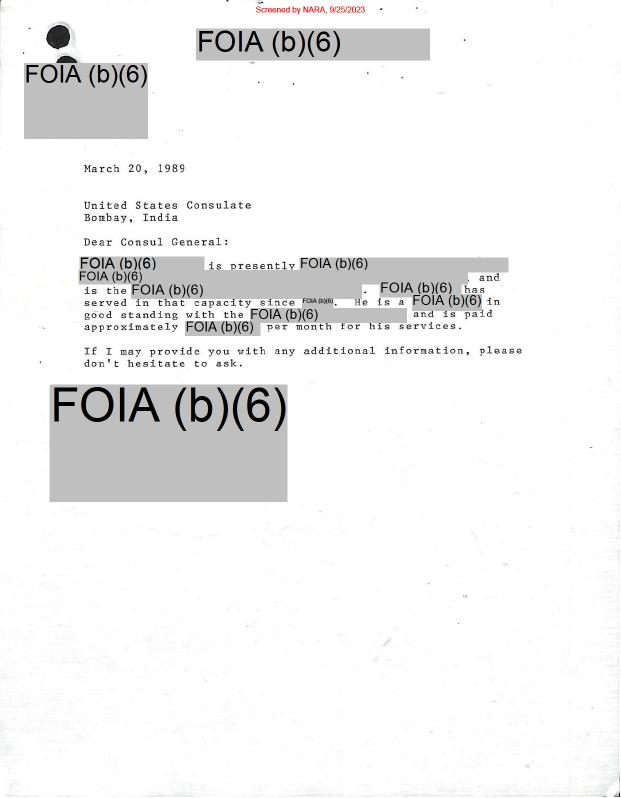 Screened by NARA, 9/25/2023
FOIA (b)(6)
FOIA (b)(6)
March 20, 1989
United States Consulate
Bombay, India
Dear Consul General:
FOIA (b)(6) is presently FOIA (b)(6)
FOIA (b)(6) , and
is the FOIA (b)(6) . FOIA (b)(6) has
served in that capacity since FOIA (b)(6). He is a FOIA (b)(6) in
good standing with the FOIA (b)(6) and is paid
approximately FOIA (b)(6) per month for his services.
If I may provide you with any additional information, please
don't hesitate to ask.
FOIA (b)(6)